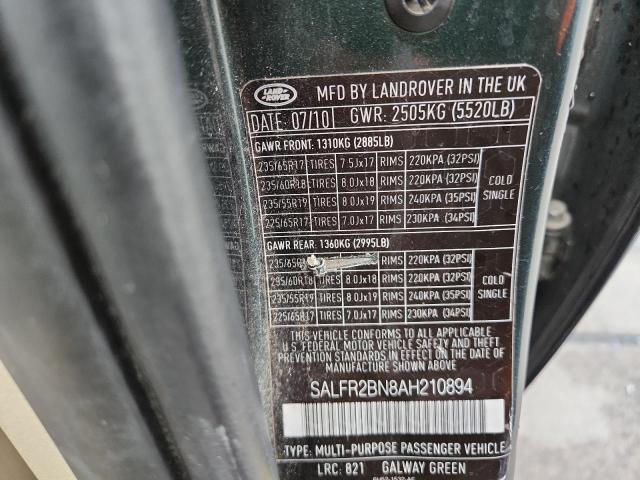 LAND ROVER MFD BY LANDROVER IN THE UK
DATE: 07/10 GWR: 2505KG (5520LB)
GAWR FRONT: 1310KG (2885LB)
235/65R17 TIRES 7.5Jx17 RIMS 220KPA (32PSI)
235/60R18 TIRES 8.0Jx18 RIMS 220KPA (32PSI)
235/55R19 TIRES 8.0Jx19 RIMS 240KPA (35PSI)
225/65R17 TIRES 7.0Jx17 RIMS 230KPA (34PSI)
COLD
SINGLE
GAWR REAR: 1360KG (2995LB)
235/65R RIMS 220KPA (32PSI)
235/60R18 TIRES 8.0Jx18 RIMS 220KPA (32PSI)
235/55R19 TIRES 8.0Jx19 RIMS 240KPA (35PSI)
225/65R17 TIRES 7.0Jx17 RIMS 230KPA (34PSI)
COLD
SINGLE
THIS VEHICLE CONFORMS TO ALL APPLICABLE
U.S. FEDERAL MOTOR VEHICLE SAFETY AND THEFT
PREVENTION STANDARDS IN EFFECT ON THE DATE OF
MANUFACTURE SHOWN ABOVE
SALFR2BN8AH210894
TYPE: MULTI-PURPOSE PASSENGER VEHICLE
LRC: 821 GALWAY GREEN